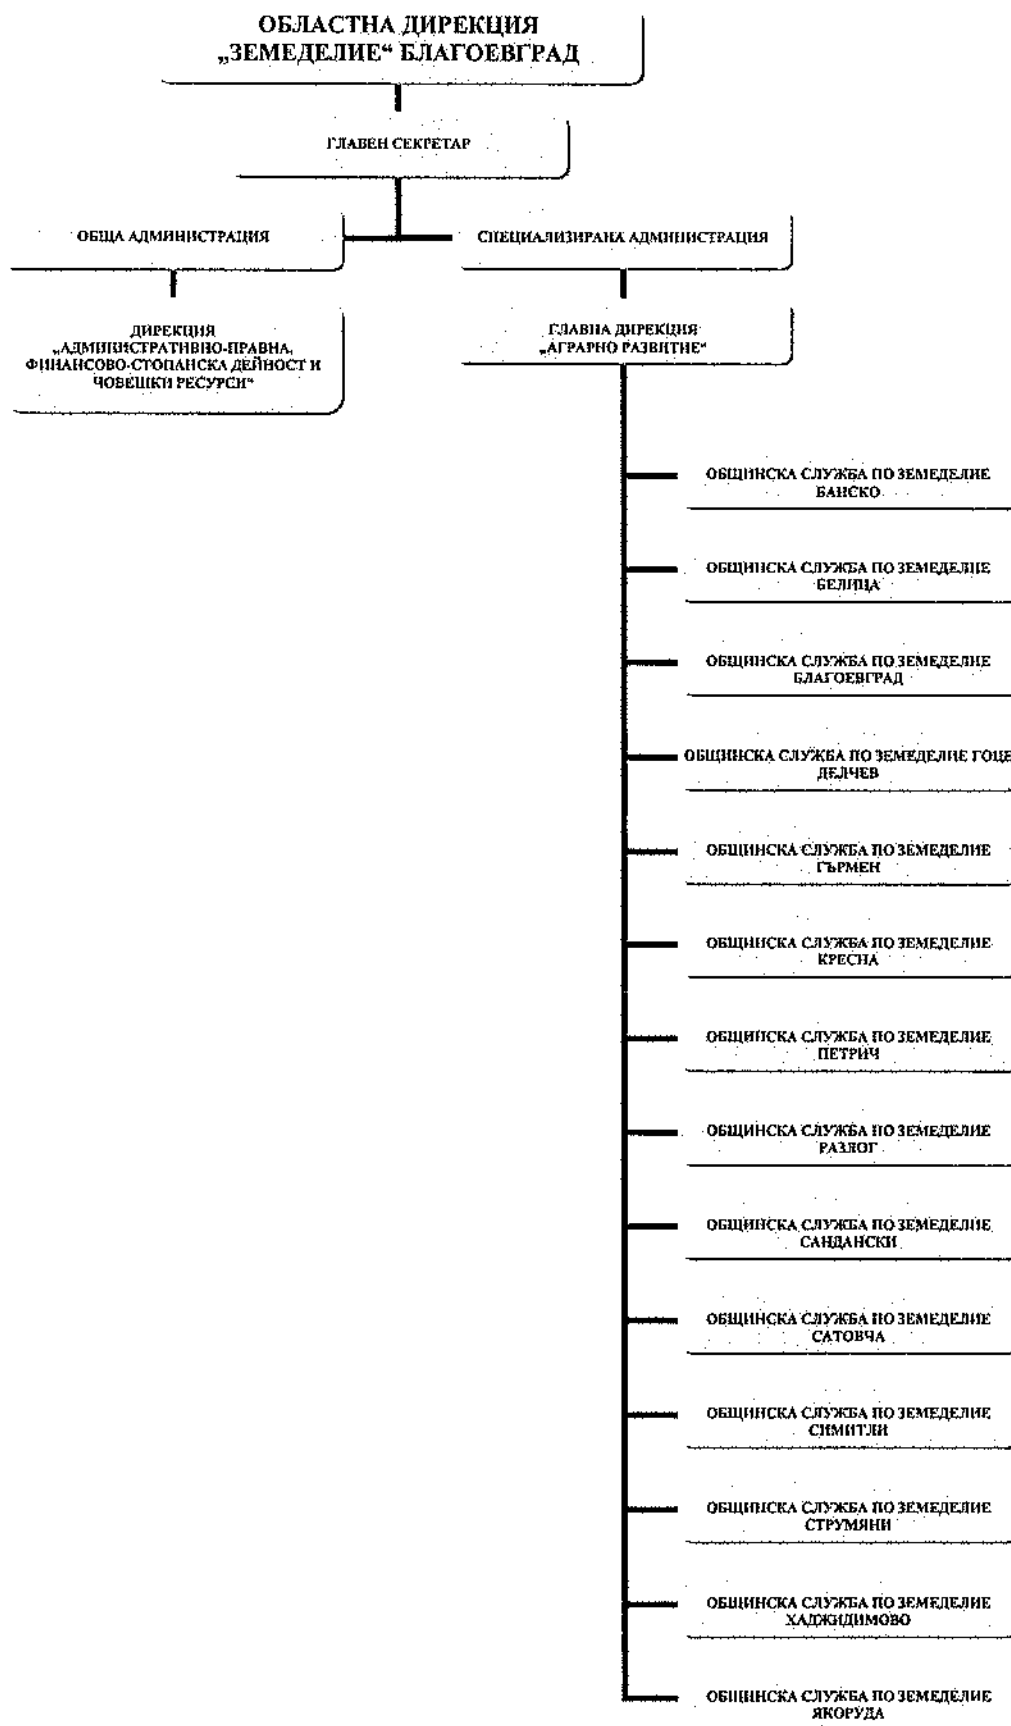 ОБЛАСТНА ДИРЕКЦИЯ
„ЗЕМЕДЕЛИЕ“ БЛАГОЕВГРАД
ГЛАВЕН СЕКРЕТАР
ОБЩА АДМИНИСТРАЦИЯ
СПЕЦИАЛИЗИРАНА АДМИНИСТРАЦИЯ
ДИРЕКЦИЯ
„АДМИНИСТРАТИВНО-ПРАВНА,
ФИНАНСОВО-СТОПАНСКА ДЕЙНОСТ И
ЧОВЕШКИ РЕСУРСИ“
ГЛАВНА ДИРЕКЦИЯ
„АГРАРНО РАЗВИТИЕ“
ОБЩИНСКА СЛУЖБА ПО ЗЕМЕДЕЛИЕ
БАНСКО
ОБЩИНСКА СЛУЖБА ПО ЗЕМЕДЕЛИЕ
БЕЛИЦА
ОБЩИНСКА СЛУЖБА ПО ЗЕМЕДЕЛИЕ
БЛАГОЕВГРАД
ОБЩИНСКА СЛУЖБА ПО ЗЕМЕДЕЛИЕ ГОЦЕ
ДЕЛЧЕВ
ОБЩИНСКА СЛУЖБА ПО ЗЕМЕДЕЛИЕ
ГЪРМЕН
ОБЩИНСКА СЛУЖБА ПО ЗЕМЕДЕЛИЕ
КРЕСНА
ОБЩИНСКА СЛУЖБА ПО ЗЕМЕДЕЛИЕ
ПЕТРИЧ
ОБЩИНСКА СЛУЖБА ПО ЗЕМЕДЕЛИЕ
РАЗЛОГ
ОБЩИНСКА СЛУЖБА ПО ЗЕМЕДЕЛИЕ
САНДАНСКИ
ОБЩИНСКА СЛУЖБА ПО ЗЕМЕДЕЛИЕ
САТОВЧА
ОБЩИНСКА СЛУЖБА ПО ЗЕМЕДЕЛИЕ
СИМИТЛИ
ОБЩИНСКА СЛУЖБА ПО ЗЕМЕДЕЛИЕ
СТРУМЯНИ
ОБЩИНСКА СЛУЖБА ПО ЗЕМЕДЕЛИЕ
ХАДЖИДИМОВО
ОБЩИНСКА СЛУЖБА ПО ЗЕМЕДЕЛИЕ
ЯКОРУДА